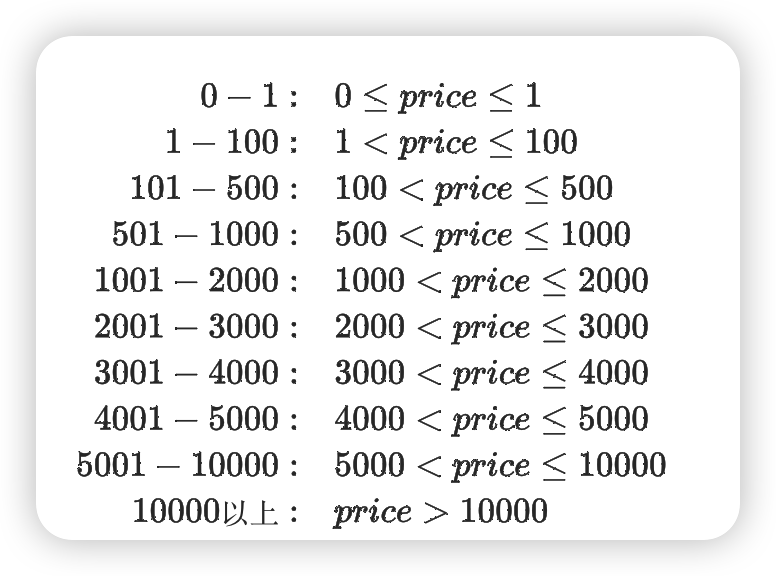 0 − 1 : 0 ≤ price ≤ 1
1 − 100 : 1 < price ≤ 100
101 − 500 : 100 < price ≤ 500
501 − 1000 : 500 < price ≤ 1000
1001 − 2000 : 1000 < price ≤ 2000
2001 − 3000 : 2000 < price ≤ 3000
3001 − 4000 : 3000 < price ≤ 4000
4001 − 5000 : 4000 < price ≤ 5000
5001 − 10000 : 5000 < price ≤ 10000
10000以上 : price > 10000